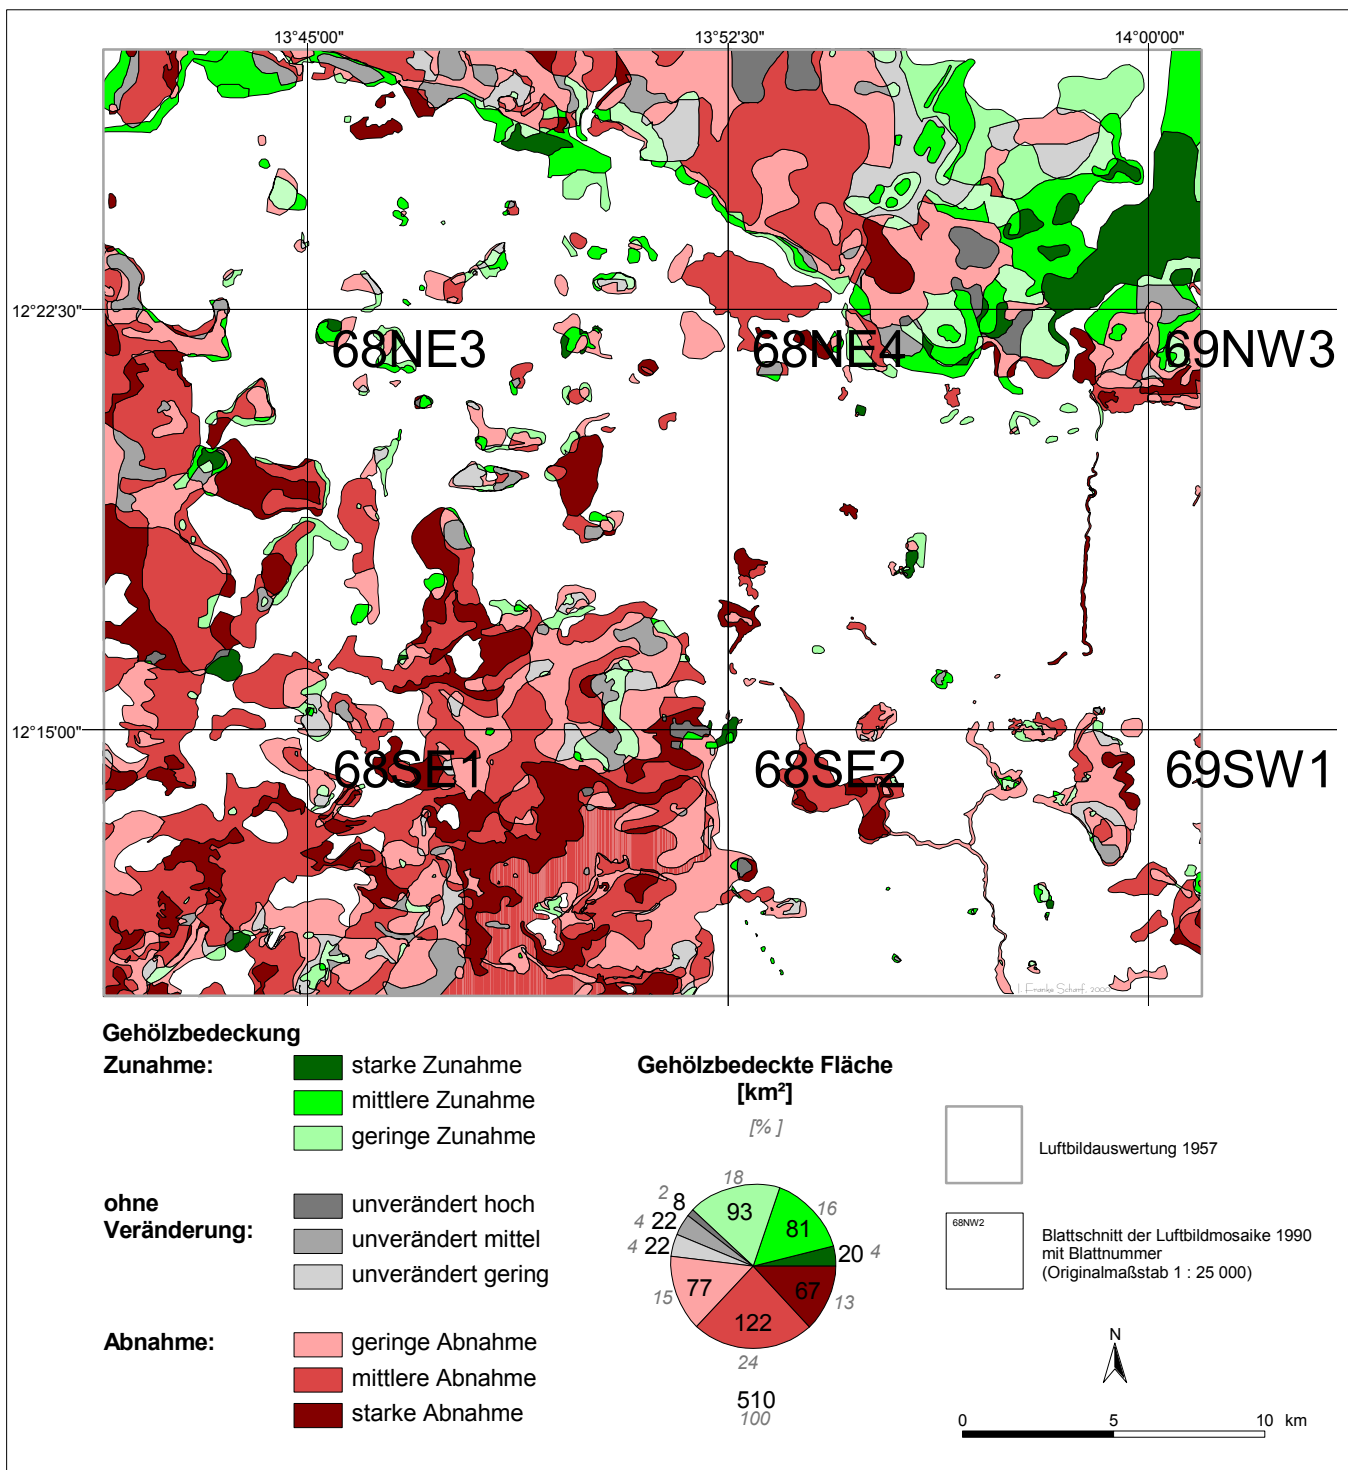 13°45'00"
13°52'30"
14°00'00"
12°22'30"
68NE3
68NE4
69NW3
12°15'00"
68SE1
68SE2
69SW1
I. Franke Scharf, 2000
Gehölzbedeckung
Zunahme:
starke Zunahme
mittlere Zunahme
geringe Zunahme
ohne
Veränderung:
unverändert hoch
unverändert mittel
unverändert gering
Abnahme:
geringe Abnahme
mittlere Abnahme
starke Abnahme
Gehölzbedeckte Fläche
[km²]
[% ]
18
2
8
93
16
4
22
81
4
22
20
4
77
67
15
122
13
24
510
100
Luftbildauswertung 1957
68NW2
Blattschnitt der Luftbildmosaike 1990
mit Blattnummer
(Originalmaßstab 1 : 25 000)
N
0
5
10
km